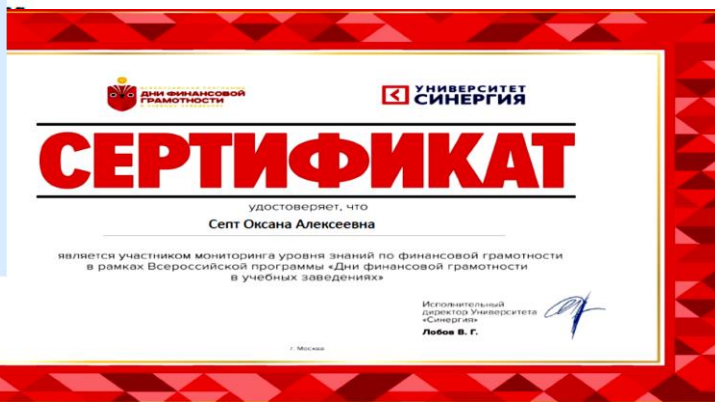 ДНИ ФИНАНСОВОЙ
ГРАМОТНОСТИ
УНИВЕРСИТЕТ
СИНЕРГИЯ
СЕРТИФИКАТ
удостоверяет, что
Септ Оксана Алексеевна
является участником мониторинга уровня знаний по финансовой грамотности
в рамках Всероссийской программы «Дни финансовой грамотности
в учебных заведениях»
Исполнительный
директор Университета
«Синергия»
Лобов В. Г.
г. Москва